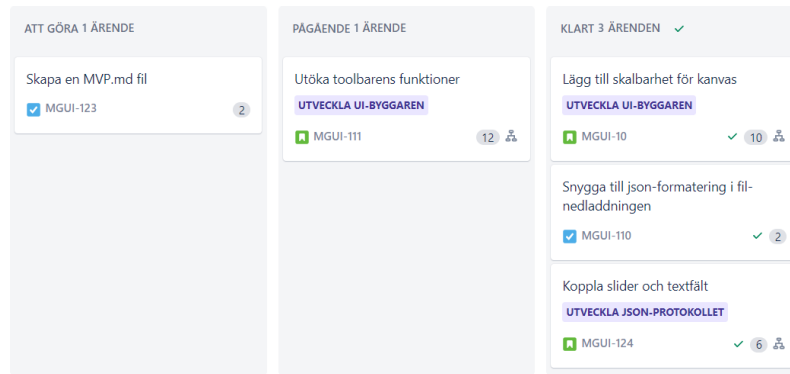 ATT GÖRA 1 ÄRENDE
Skapa en MVP.md fil
MGUI-123 2
PÅGÅENDE 1 ÄRENDE
Utöka toolbarens funktioner
UTVECKLA UI-BYGGAREN
MGUI-111 12
KLART 3 ÄRENDEN
Lägg till skalbarhet för kanvas
UTVECKLA UI-BYGGAREN
MGUI-10 10
Snygga till json-formatering i fil-
nedladdningen
MGUI-110 2
Koppla slider och textfält
UTVECKLA JSON-PROTOKOLLET
MGUI-124 6